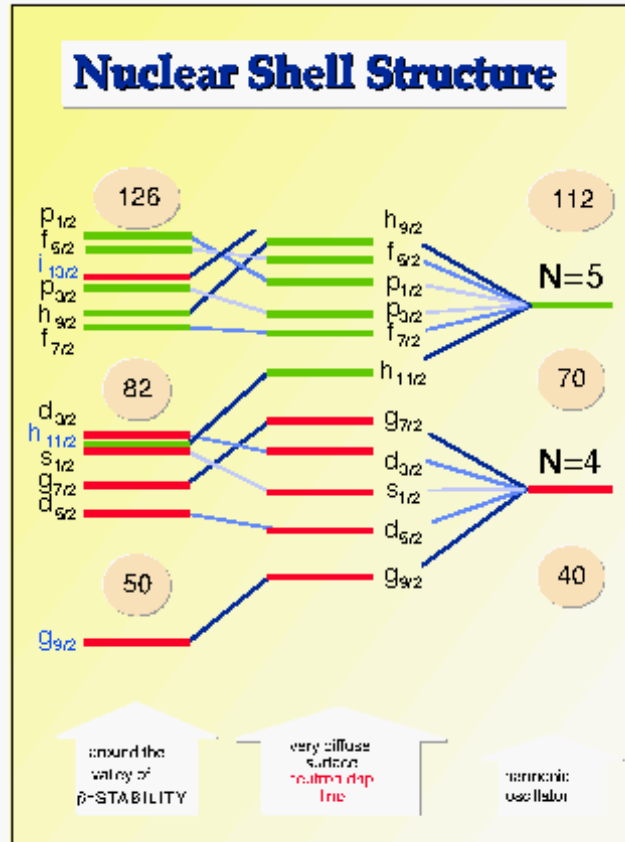 Nuclear Shell Structure
126
112
p1/2
f5/2
i13/2
p3/2
h9/2
f7/2
h9/2
f5/2
p1/2
p3/2
f7/2
N=5
82
70
d3/2
h11/2
s1/2
g7/2
d5/2
h11/2
g7/2
d3/2
s1/2
d5/2
N=4
50
40
g9/2
g9/2
around the
valley of
β-STABILITY
very diffuse
surface
neutron drip
line
harmonic
oscillator